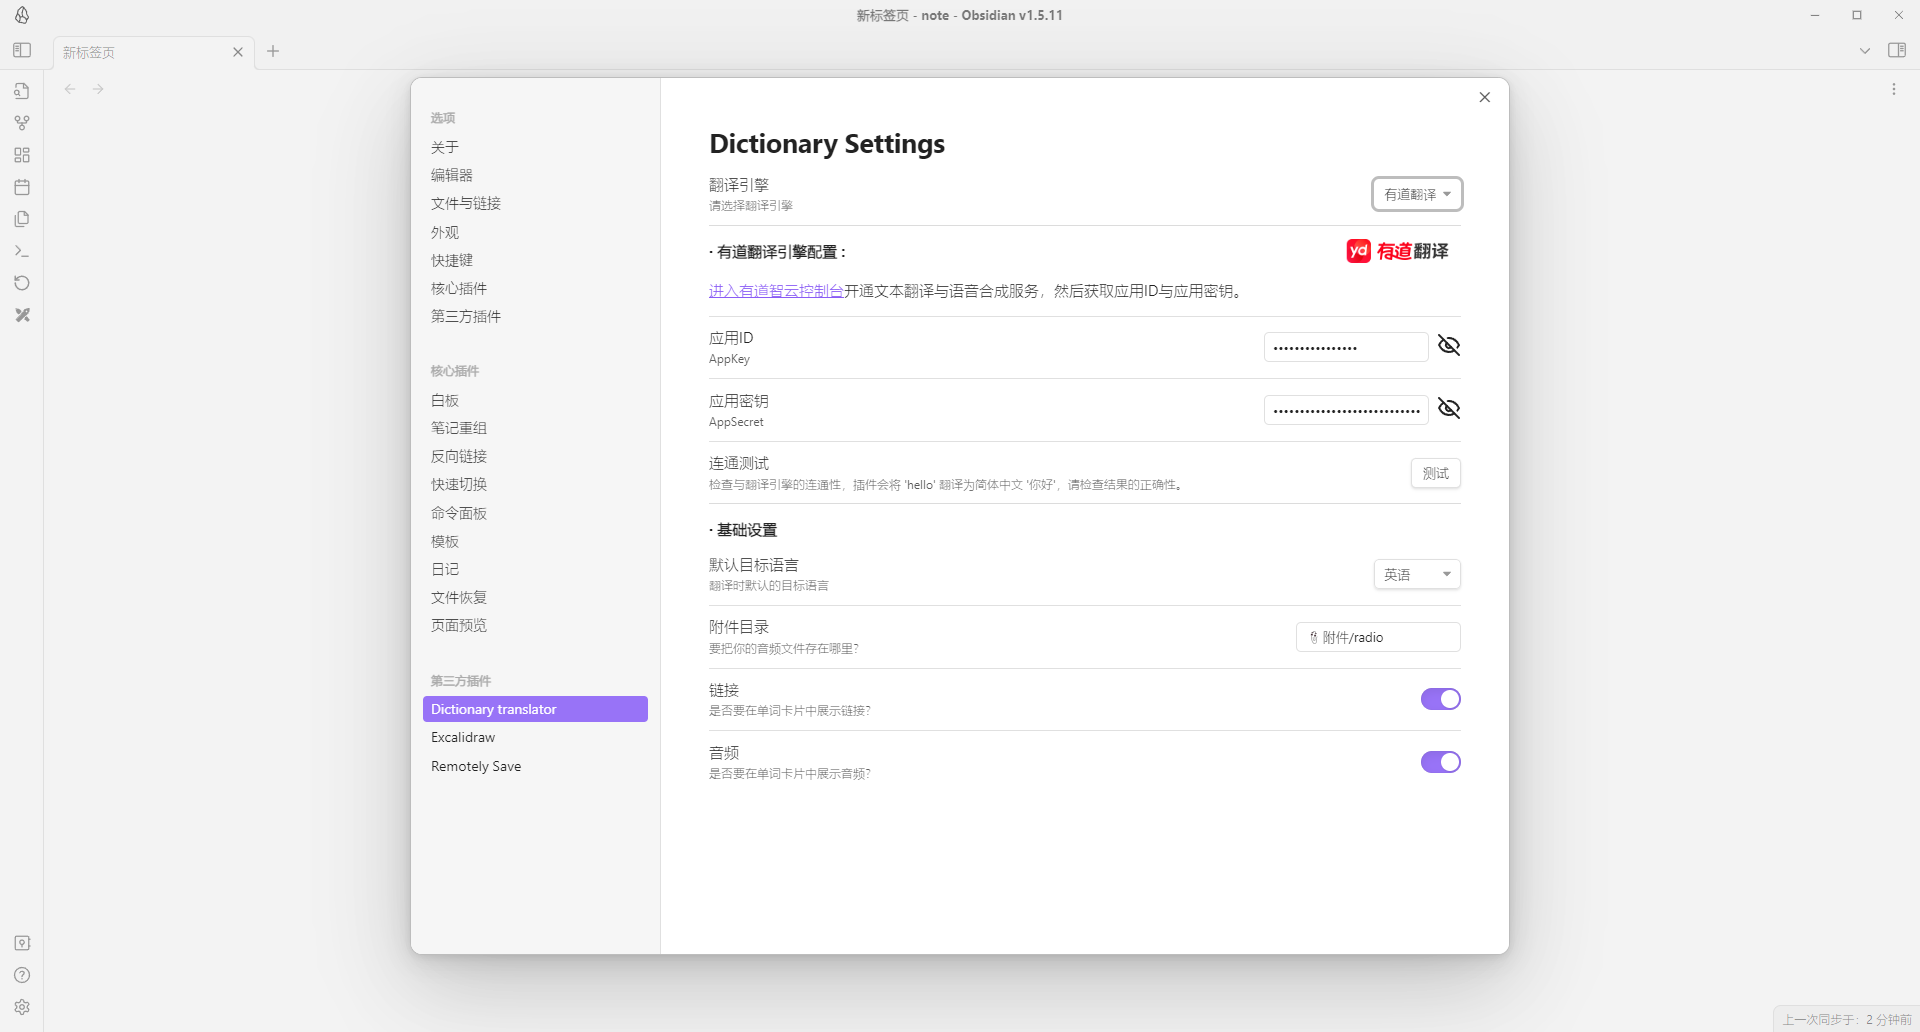 新标签页 - note - Obsidian v1.5.11
新标签页
选项
关于
编辑器
文件与链接
外观
快捷键
核心插件
第三方插件
核心插件
白板
笔记重组
反向链接
快速切换
命令面板
模板
日记
文件恢复
页面预览
第三方插件
Dictionary translator
Excalidraw
Remotely Save
Dictionary Settings
翻译引擎
请选择翻译引擎
有道翻译
· 有道翻译引擎配置：
yd 有道翻译
进入有道智云控制台开通文本翻译与语音合成服务，然后获取应用ID与应用密钥。
应用ID
AppKey
应用密钥
AppSecret
连通测试
检查与翻译引擎的连通性，插件会将 'hello' 翻译为简体中文 '你好'，请检查结果的正确性。
测试
· 基础设置
默认目标语言
翻译时默认的目标语言
英语
附件目录
要把你的音频文件存在哪里?
附件/radio
链接
是否要在单词卡片中展示链接?
音频
是否要在单词卡片中展示音频?
上一次同步于：2 分钟前